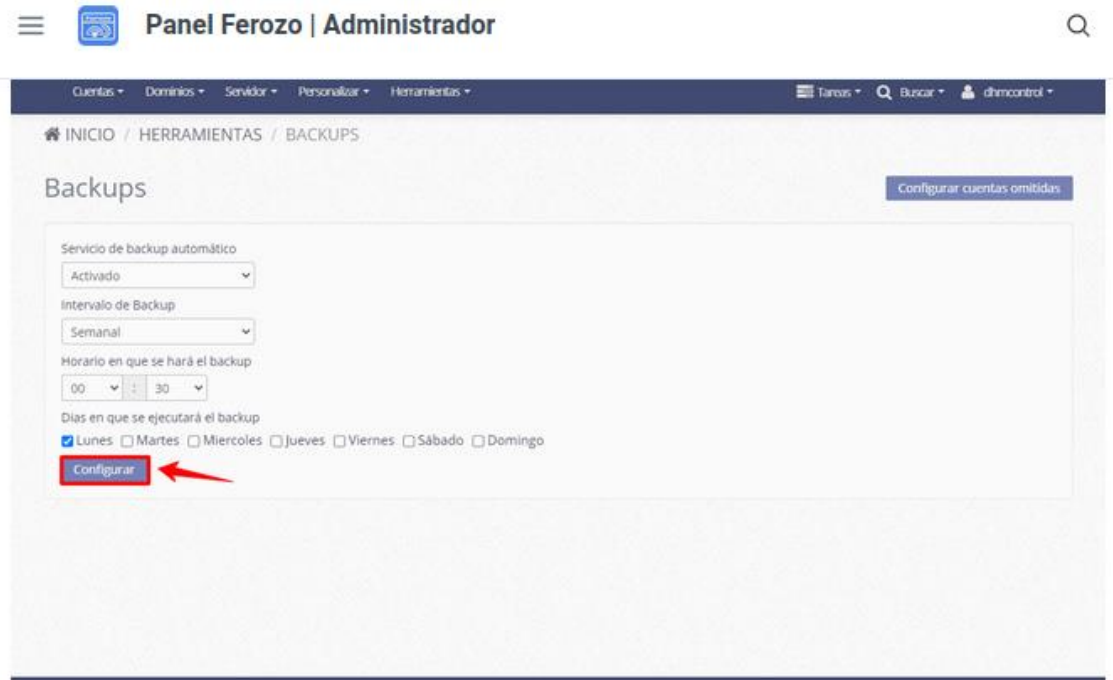 Panel Ferozo | Administrador
Cuentas Dominios Servidor Personalizar Herramientas Tareas Buscar dhmcontrol
INICIO / HERRAMIENTAS / BACKUPS
Backups
Configurar cuentas omitidas
Servicio de backup automático
Activado
Intervalo de Backup
Semanal
Horario en que se hará el backup
00 : 30
Dias en que se ejecutará el backup
Lunes Martes Miercoles Jueves Viernes Sábado Domingo
Configurar